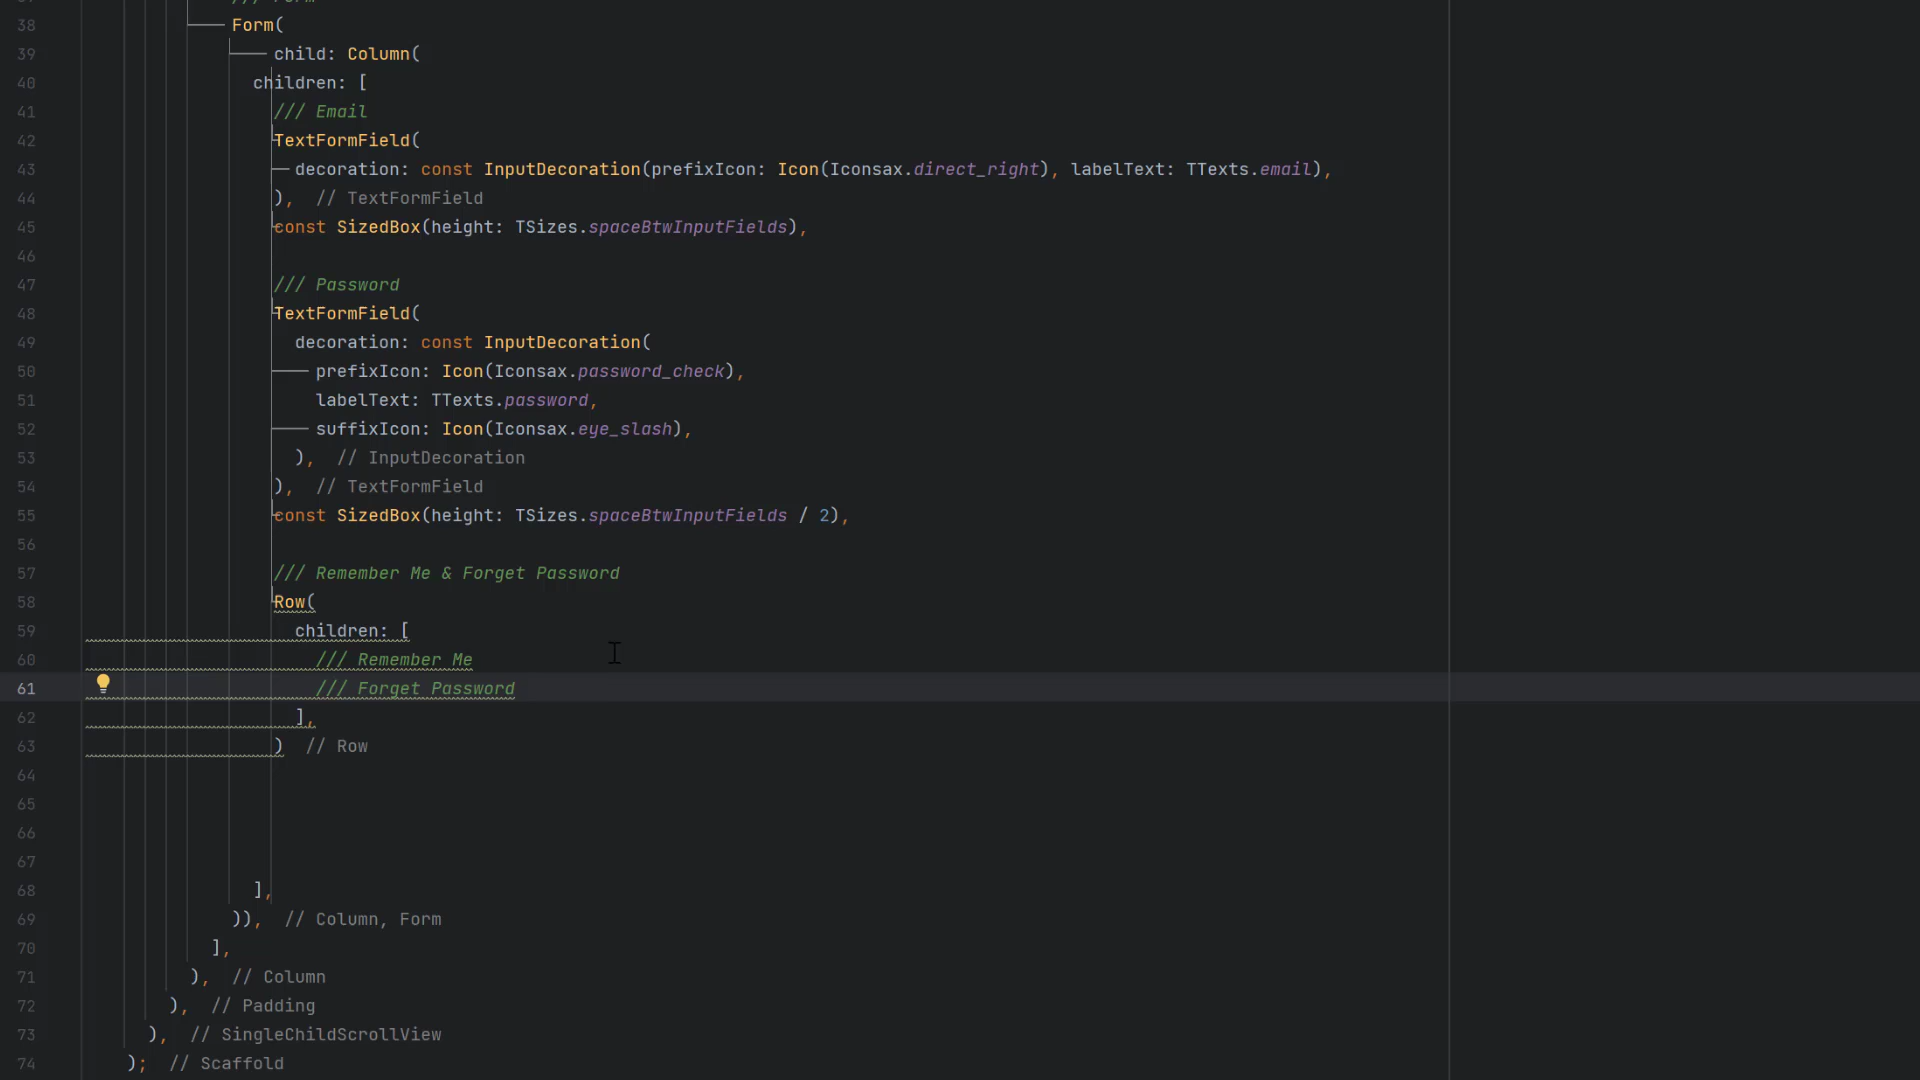 38 Form(
39 child: Column(
40 children: [
41 /// Email
42 TextFormField(
43 decoration: const InputDecoration(prefixIcon: Icon(Iconsax.direct_right), labelText: TTexts.email),
44 ), // TextFormField
45 const SizedBox(height: TSizes.spaceBtwInputFields),
46
47 /// Password
48 TextFormField(
49 decoration: const InputDecoration(
50 prefixIcon: Icon(Iconsax.password_check),
51 labelText: TTexts.password,
52 suffixIcon: Icon(Iconsax.eye_slash),
53 ), // InputDecoration
54 ), // TextFormField
55 const SizedBox(height: TSizes.spaceBtwInputFields / 2),
56
57 /// Remember Me & Forget Password
58 Row(
59 children: [
60 /// Remember Me
61 /// Forget Password
62 ],
63 ) // Row
64
65
66
67
68 ],
69 )), // Column, Form
70 ],
71 ), // Column
72 ), // Padding
73 ), // SingleChildScrollView
74 ); // Scaffold